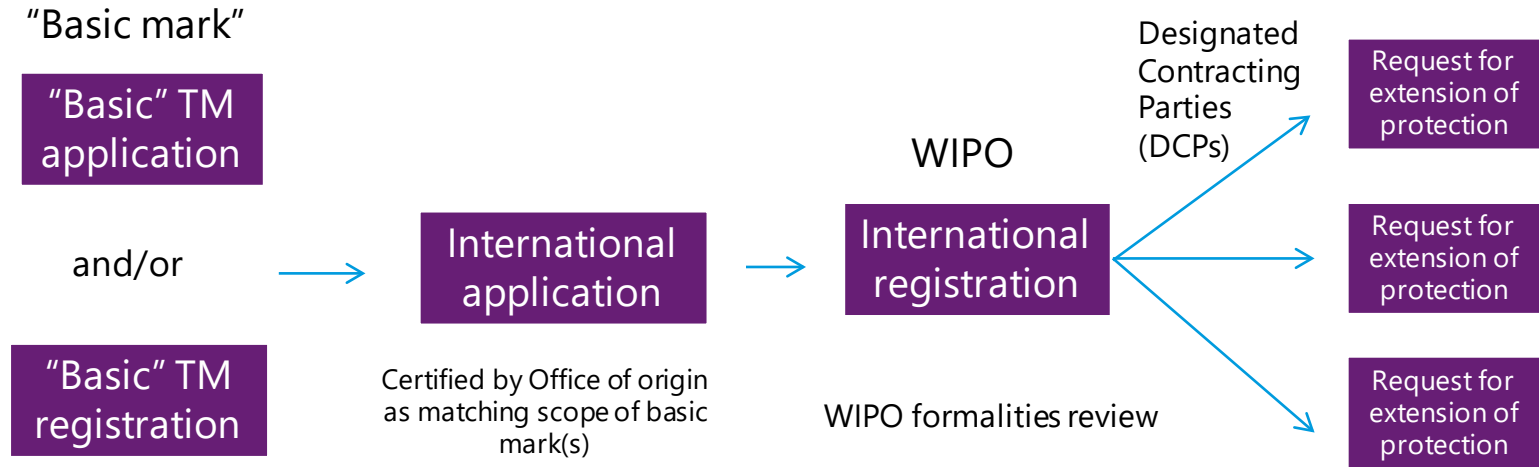 “Basic mark”
“Basic” TM
application
and/or
“Basic” TM
registration
International
application
Certified by Office of origin
as matching scope of basic
mark(s)
WIPO
International
registration
WIPO formalities review
Designated
Contracting
Parties
(DCPs)
Request for
extension of
protection
Request for
extension of
protection
Request for
extension of
protection